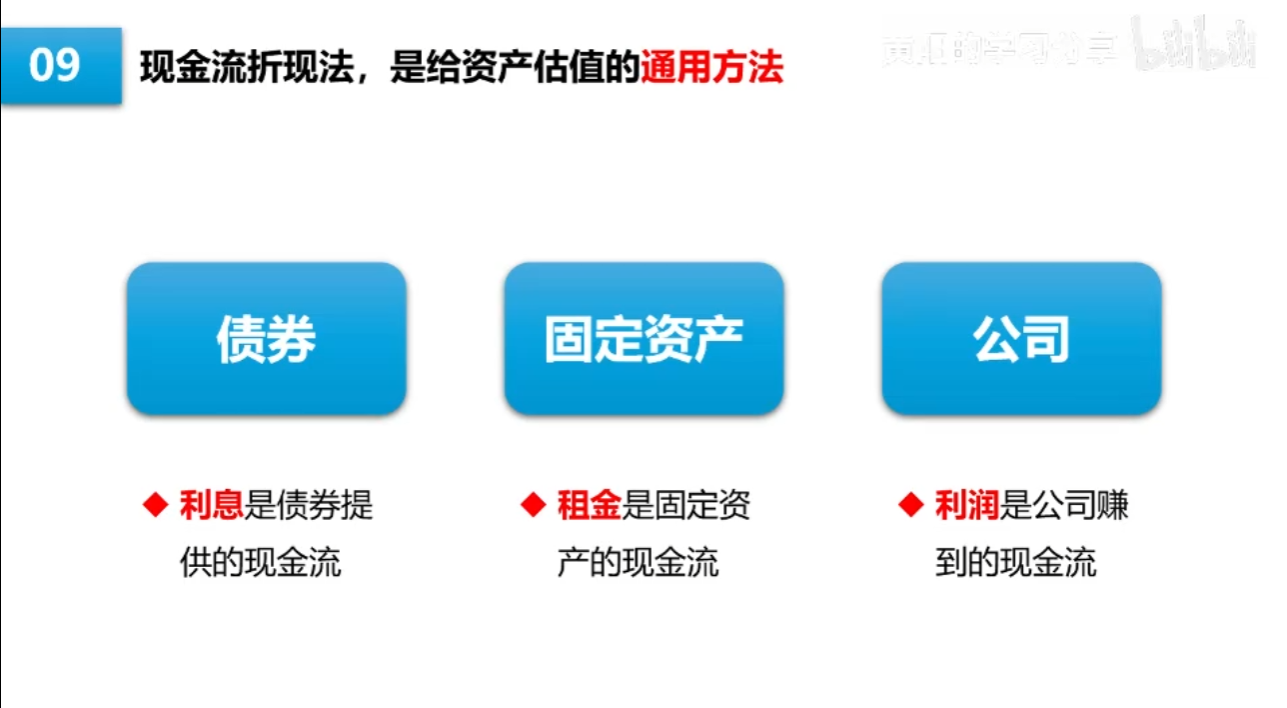 09
现金流折现法，是给资产估值的通用方法
bilibili
债券
固定资产
公司
利息是债券提
供的现金流
租金是固定资
产的现金流
利润是公司赚
到的现金流